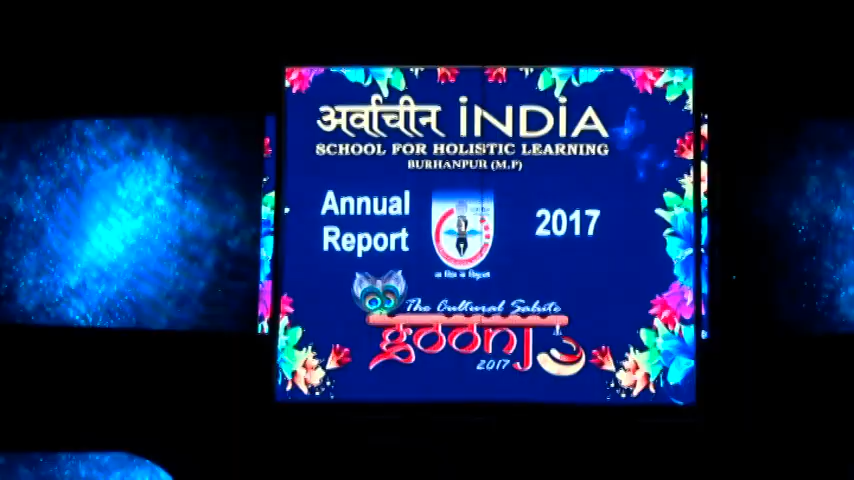 अर्वाचीन INDIA
SCHOOL FOR HOLISTIC LEARNING
BURHANPUR (M.P)
Annual
Report
2017
The Cultural Salute
goonj
2017